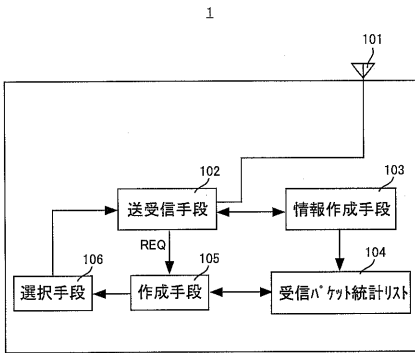 1
101
102
送受信手段
103
情報作成手段
REQ
106
選択手段
105
作成手段
104
受信ﾊﾟｹｯﾄ統計ﾘｽﾄ